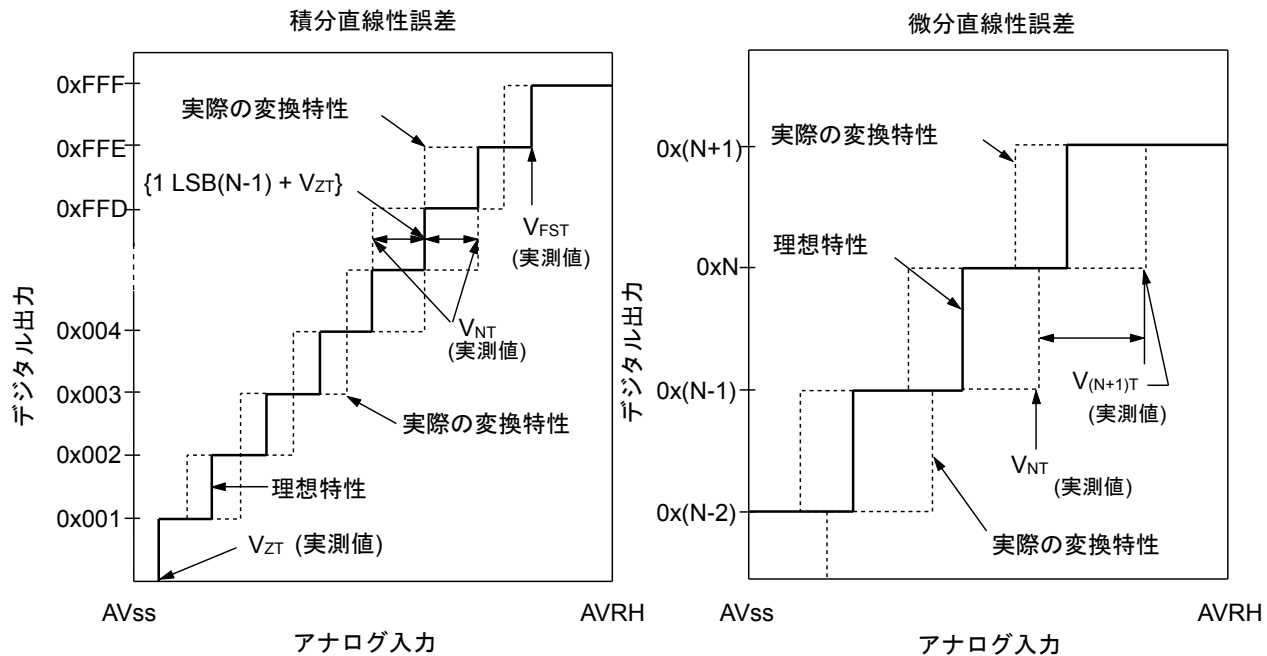 積分直線性誤差
0xFFF
0xFFE
0xFFD
0x004
0x003
0x002
0x001
実際の変換特性
{1 LSB(N-1) + VZT}
VFST
(実測値)
VNT
(実測値)
実際の変換特性
理想特性
VZT (実測値)
デジタル出力
AVss
AVRH
アナログ入力
微分直線性誤差
0x(N+1)
0xN
0x(N-1)
0x(N-2)
実際の変換特性
理想特性
V(N+1)T
(実測値)
VNT
(実測値)
実際の変換特性
デジタル出力
AVss
AVRH
アナログ入力